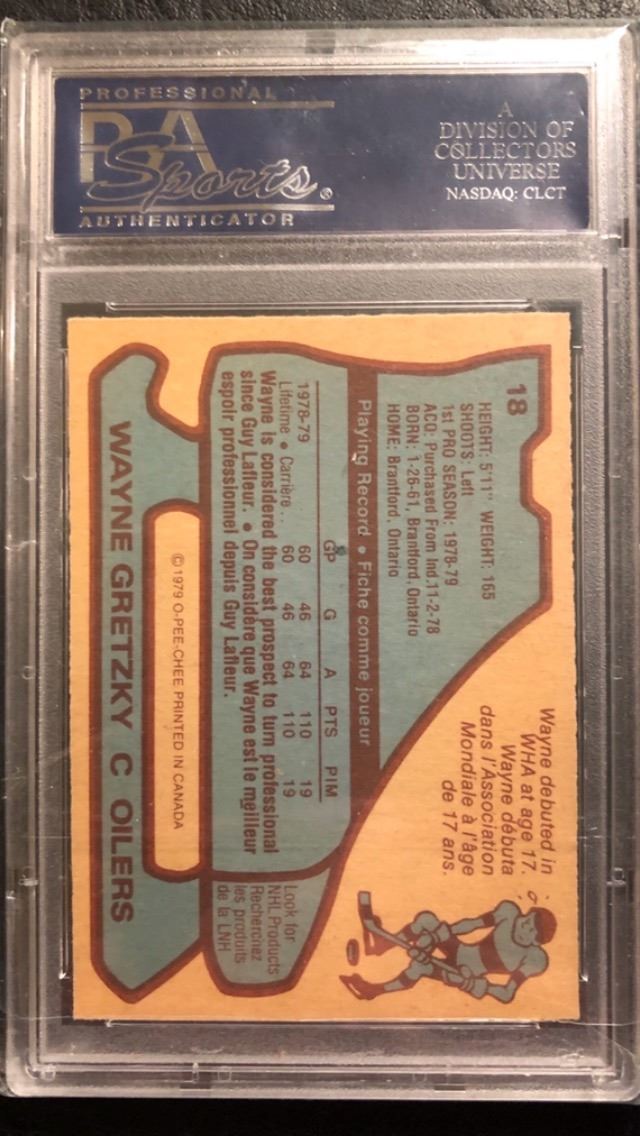 PROFESSIONAL
PSA
Sports
AUTHENTICATOR
A
DIVISION OF
COLLECTORS
UNIVERSE
NASDAQ: CLCT
18
HEIGHT: 5'11" WEIGHT: 165
SHOOTS: Left
1st PRO SEASON: 1978-79
ACQ: Purchased From Ind.11-2-78
BORN: 1-26-61, Brantford, Ontario
HOME: Brantford, Ontario
Wayne debuted in
WHA at age 17.
Wayne débuta
dans l'Association
Mondiale à l'âge
de 17 ans.
Playing Record • Fiche comme joueur
GP G A PTS PIM
1978-79 60 46 64 110 19
Lifetime • Carrière.. 60 46 64 110 19
Wayne is considered the best prospect to turn professional
since Guy Lafleur. • On considère que Wayne est le meilleur
espoir professionnel depuis Guy Lafleur.
Look for
NHL Products
Recherchez
les produits
de la LNH
© 1979 O-PEE-CHEE PRINTED IN CANADA
WAYNE GRETZKY C OILERS